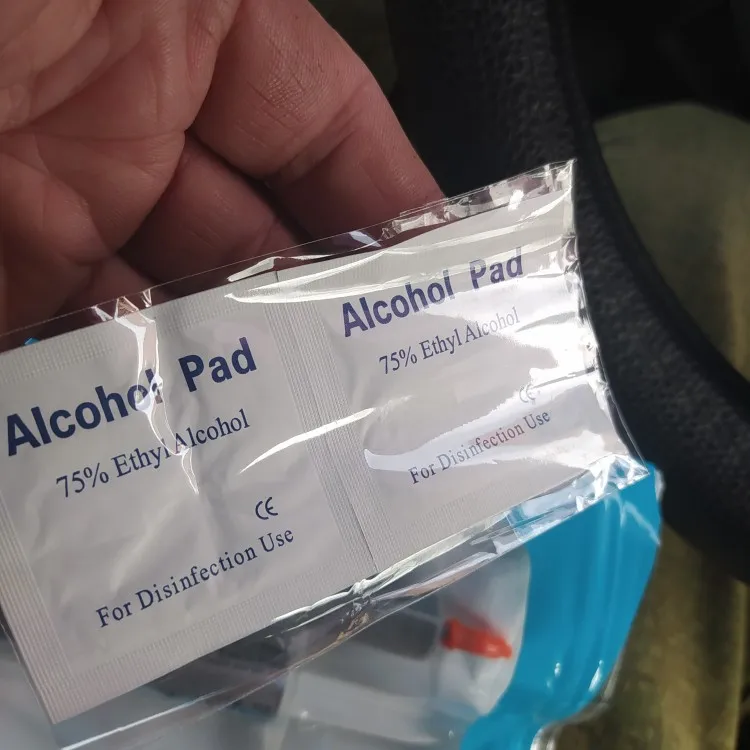 Alcohol Pad
75% Ethyl Alcohol
CE
For Disinfection Use
Alcohol Pad
75% Ethyl Alcohol
CE
For Disinfection Use